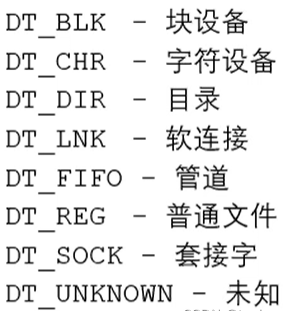 DT_BLK - 块设备
DT_CHR - 字符设备
DT_DIR - 目录
DT_LNK - 软连接
DT_FIFO - 管道
DT_REG - 普通文件
DT_SOCK - 套接字
DT_UNKNOWN - 未知